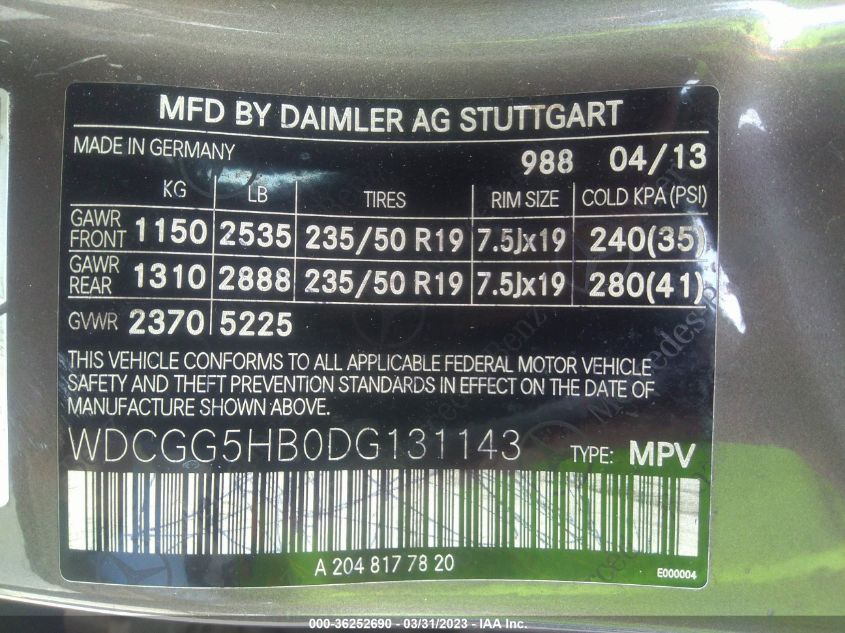 MFD BY DAIMLER AG STUTTGART
MADE IN GERMANY 988 04/13
KG LB TIRES RIM SIZE COLD KPA (PSI)
GAWR FRONT 1150 2535 235/50 R19 7.5Jx19 240(35)
GAWR REAR 1310 2888 235/50 R19 7.5Jx19 280(41)
GVWR 2370 5225
THIS VEHICLE CONFORMS TO ALL APPLICABLE FEDERAL MOTOR VEHICLE
SAFETY AND THEFT PREVENTION STANDARDS IN EFFECT ON THE DATE OF
MANUFACTURE SHOWN ABOVE.
WDCGG5HB0DG131143 TYPE: MPV
A 204 817 78 20
E000004
000-36252690 - 03/31/2023 - IAA Inc.